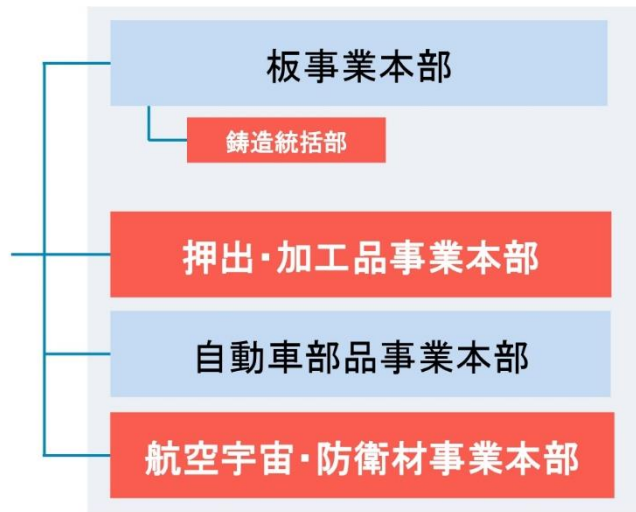 板事業本部
鋳造統括部
押出・加工品事業本部
自動車部品事業本部
航空宇宙・防衛材事業本部